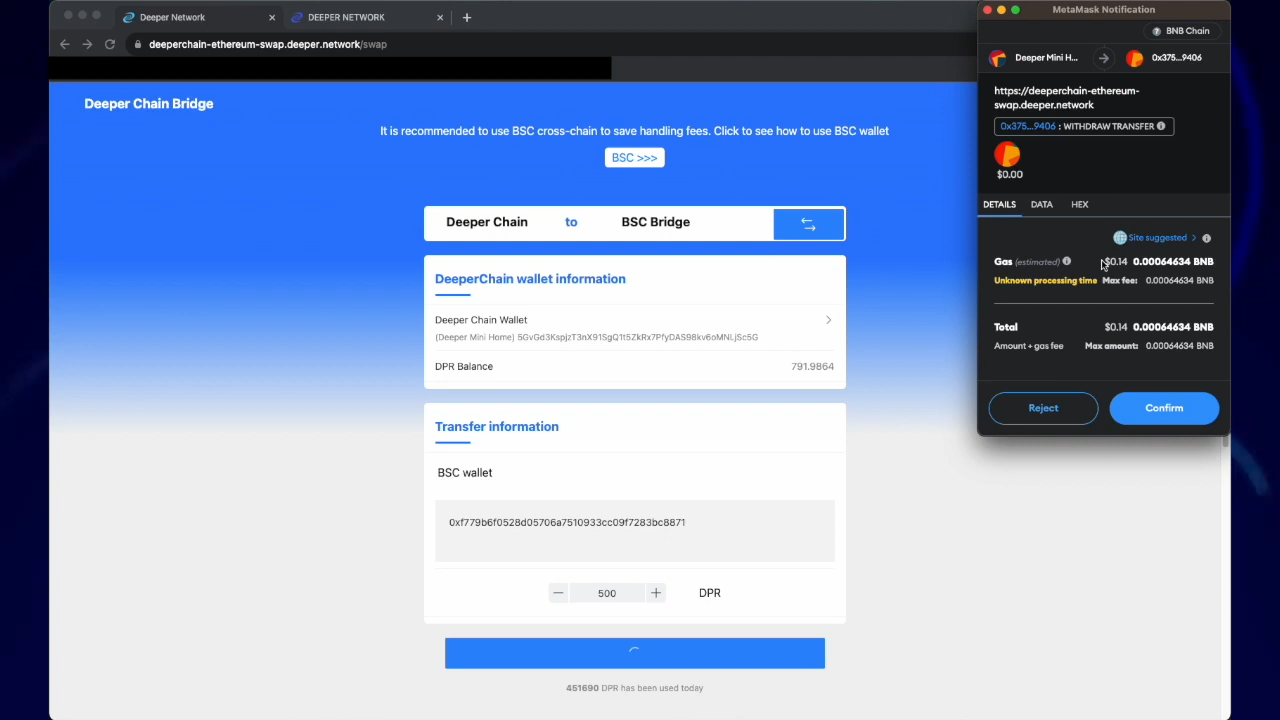 Deeper Network
DEEPER NETWORK
deeperchain-ethereum-swap.deeper.network/swap
Deeper Chain Bridge
It is recommended to use BSC cross-chain to save handling fees. Click to see how to use BSC wallet
BSC >>>
Deeper Chain to BSC Bridge
DeeperChain wallet information
Deeper Chain Wallet
(Deeper Mini Home) 5GvGd3KspjzT3nX91SgQ1t5ZkRx7PfyDAS98kv6oMNLjSc5G
DPR Balance 791.9864
Transfer information
BSC wallet
0xf779b6f0528d05706a7510933cc09f7283bc8871
500 DPR
451690 DPR has been used today
MetaMask Notification
BNB Chain
Deeper Mini H... 0x375...9406
https://deeperchain-ethereum-
swap.deeper.network
0x375...9406 : WITHDRAW TRANSFER
$0.00
DETAILS DATA HEX
Site suggested >
Gas (estimated) $0.14 0.00064634 BNB
Unknown processing time Max fee: 0.00064634 BNB
Total $0.14 0.00064634 BNB
Amount + gas fee Max amount: 0.00064634 BNB
Reject Confirm